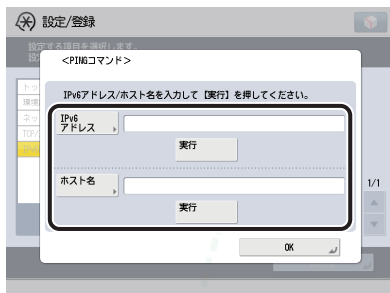 設定/登録
設定する項目を選択します。
<PINGコマンド>
IPv6アドレス/ホスト名を入力して【実行】を押してください。
IPv6
アドレス
実行
ホスト名
実行
1/1
OK